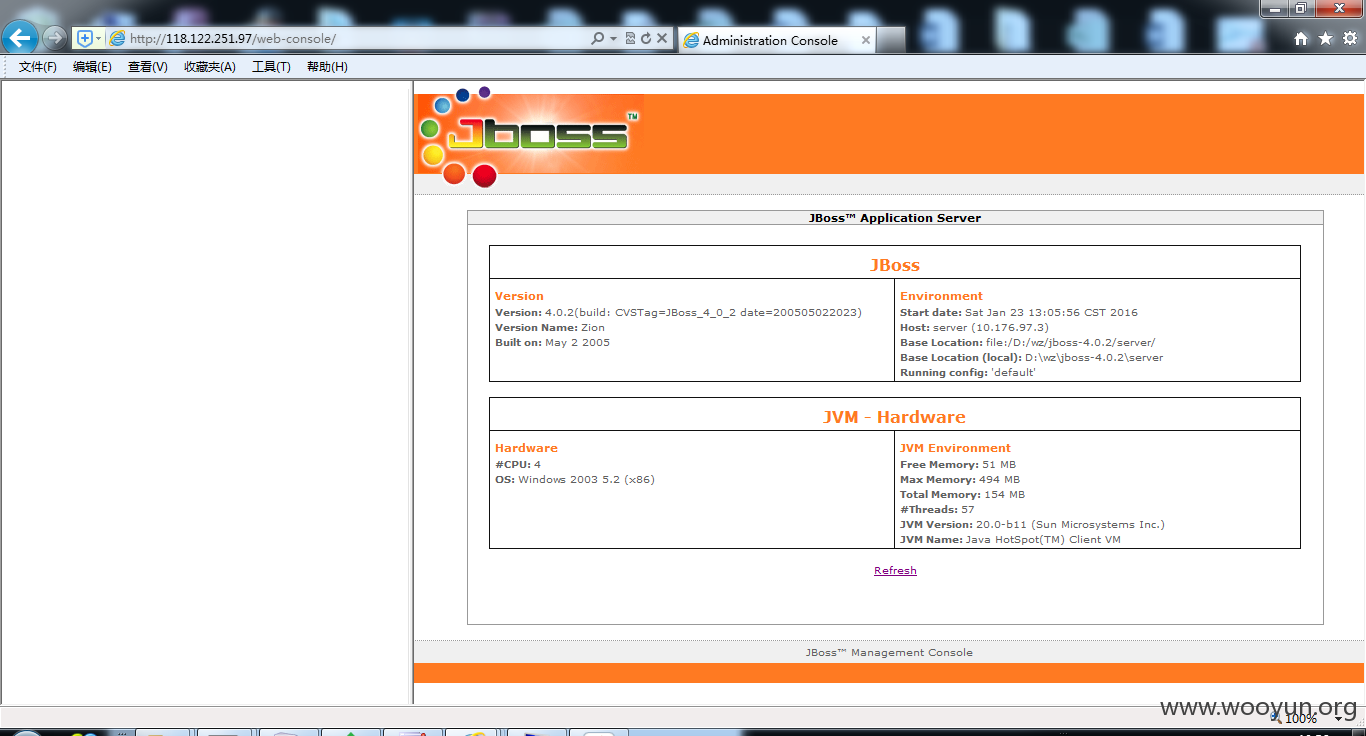 http://118.122.251.97/web-console/
Administration Console
文件(F) 编辑(E) 查看(V) 收藏夹(A) 工具(T) 帮助(H)
Jboss™
JBoss™ Application Server
JBoss
Version
Version: 4.0.2(build: CVSTag=JBoss_4_0_2 date=200505022023)
Version Name: Zion
Built on: May 2 2005
Environment
Start date: Sat Jan 23 13:05:56 CST 2016
Host: server (10.176.97.3)
Base Location: file:/D:/wz/jboss-4.0.2/server/
Base Location (local): D:\wz\jboss-4.0.2\server
Running config: 'default'
JVM - Hardware
Hardware
#CPU: 4
OS: Windows 2003 5.2 (x86)
JVM Environment
Free Memory: 51 MB
Max Memory: 494 MB
Total Memory: 154 MB
#Threads: 57
JVM Version: 20.0-b11 (Sun Microsystems Inc.)
JVM Name: Java HotSpot(TM) Client VM
Refresh
JBoss™ Management Console
www.wooyun.org
100%